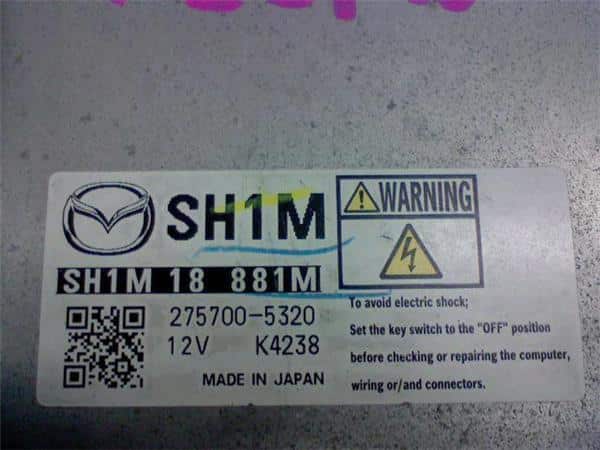 SH1M
SH1M 18 881M
275700-5320
12V K4238
MADE IN JAPAN
WARNING
To avoid electric shock;
Set the key switch to the "OFF" position
before checking or repairing the computer,
wiring or/and connectors.